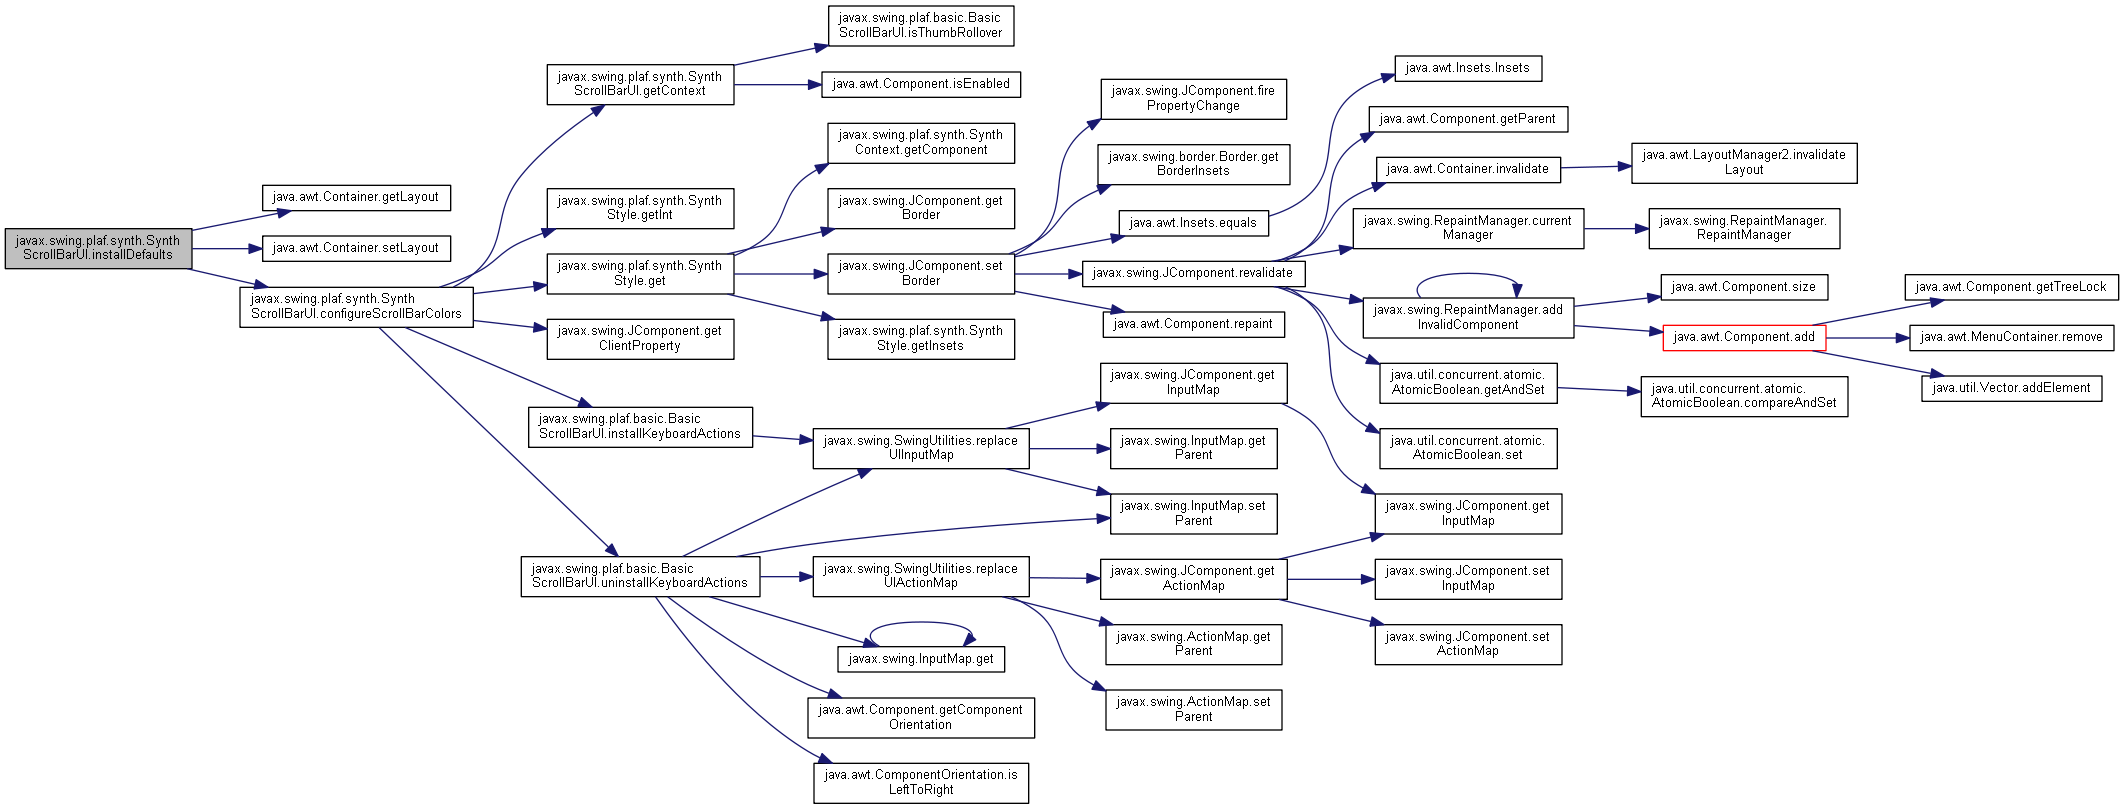 javax.swing.plaf.synth.Synth
ScrollBarUI.installDefaults
java.awt.Container.getLayout
java.awt.Container.setLayout
javax.swing.plaf.synth.Synth
ScrollBarUI.configureScrollBarColors
javax.swing.plaf.synth.Synth
ScrollBarUI.getContext
javax.swing.plaf.synth.Synth
Style.getInt
javax.swing.plaf.synth.Synth
Style.get
javax.swing.JComponent.get
ClientProperty
javax.swing.plaf.basic.Basic
ScrollBarUI.installKeyboardActions
javax.swing.plaf.basic.Basic
ScrollBarUI.uninstallKeyboardActions
javax.swing.plaf.basic.Basic
ScrollBarUI.isThumbRollover
java.awt.Component.isEnabled
javax.swing.plaf.synth.Synth
Context.getComponent
javax.swing.JComponent.get
Border
javax.swing.JComponent.set
Border
javax.swing.plaf.synth.Synth
Style.getInsets
javax.swing.SwingUtilities.replace
UIInputMap
javax.swing.SwingUtilities.replace
UIActionMap
javax.swing.InputMap.get
java.awt.Component.getComponent
Orientation
java.awt.ComponentOrientation.is
LeftToRight
javax.swing.JComponent.fire
PropertyChange
javax.swing.border.Border.get
BorderInsets
java.awt.Insets.equals
javax.swing.JComponent.revalidate
java.awt.Component.repaint
javax.swing.JComponent.get
InputMap
javax.swing.InputMap.get
Parent
javax.swing.InputMap.set
Parent
javax.swing.JComponent.get
ActionMap
javax.swing.ActionMap.get
Parent
javax.swing.ActionMap.set
Parent
java.awt.Insets.Insets
java.awt.Component.getParent
java.awt.Container.invalidate
javax.swing.RepaintManager.current
Manager
javax.swing.RepaintManager.add
InvalidComponent
java.util.concurrent.atomic.
AtomicBoolean.getAndSet
java.util.concurrent.atomic.
AtomicBoolean.set
javax.swing.JComponent.get
InputMap
javax.swing.JComponent.set
InputMap
javax.swing.JComponent.set
ActionMap
java.awt.LayoutManager2.invalidate
Layout
javax.swing.RepaintManager.
RepaintManager
java.awt.Component.size
java.awt.Component.add
java.util.concurrent.atomic.
AtomicBoolean.compareAndSet
java.awt.Component.getTreeLock
java.awt.MenuContainer.remove
java.util.Vector.addElement